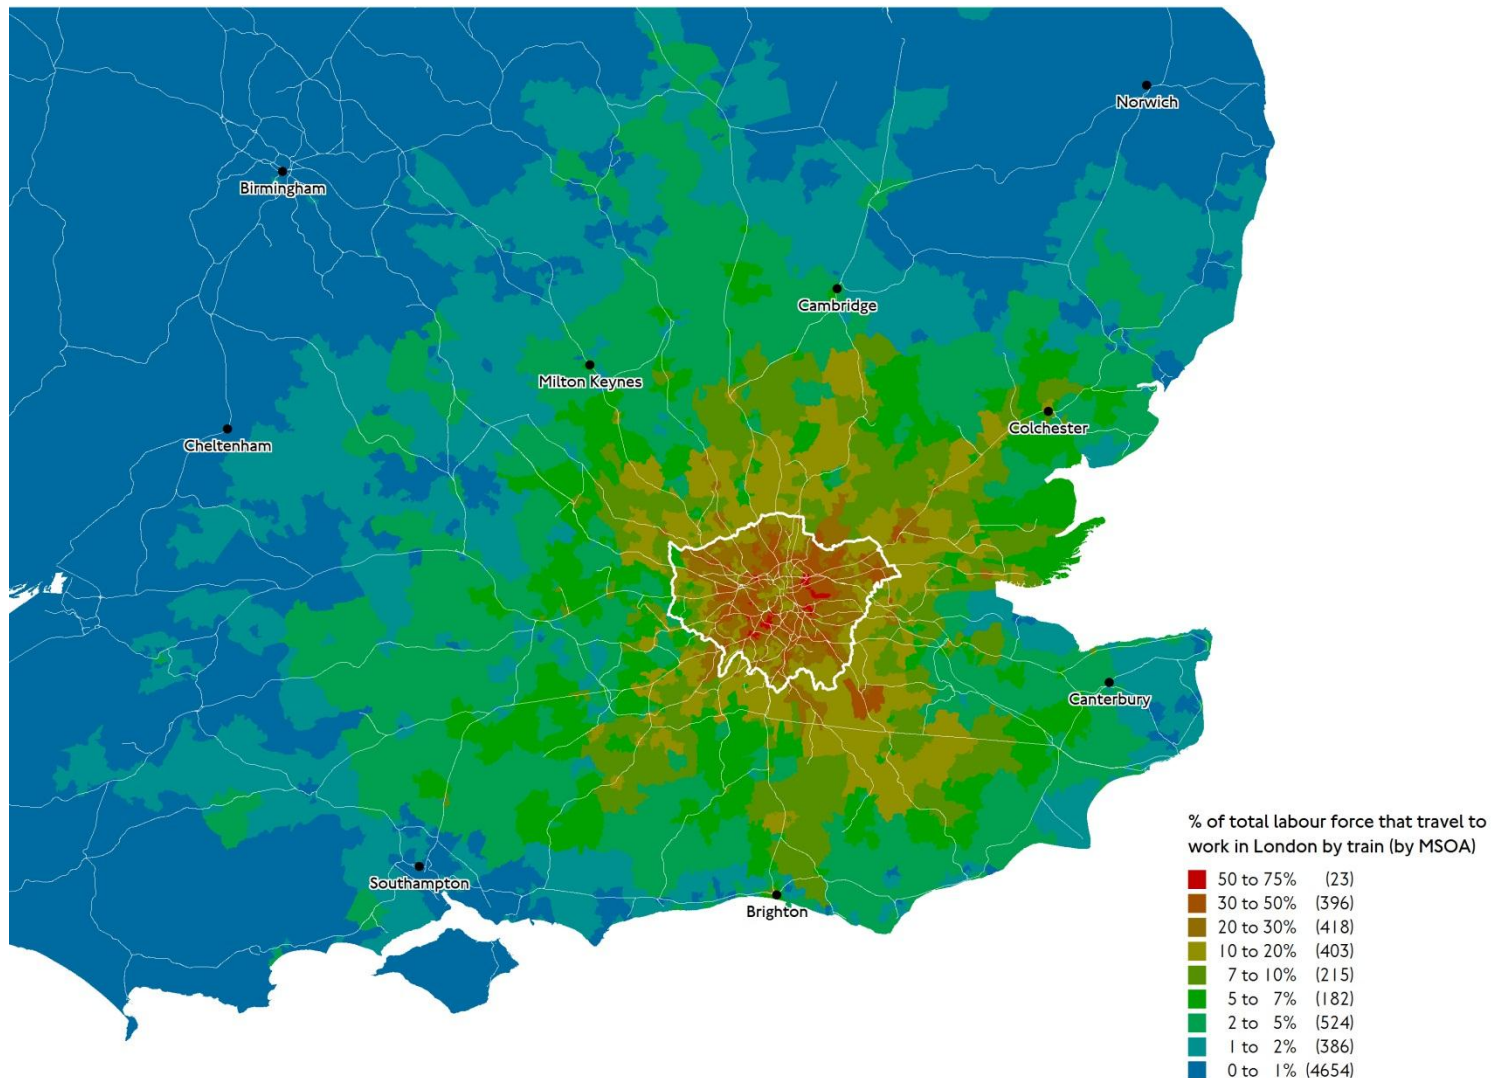 Norwich
Birmingham
Cambridge
Milton Keynes
Colchester
Cheltenham
Canterbury
Southampton
Brighton
% of total labour force that travel to
work in London by train (by MSOA)
50 to 75% (23)
30 to 50% (396)
20 to 30% (418)
10 to 20% (403)
7 to 10% (215)
5 to 7% (182)
2 to 5% (524)
1 to 2% (386)
0 to 1% (4654)